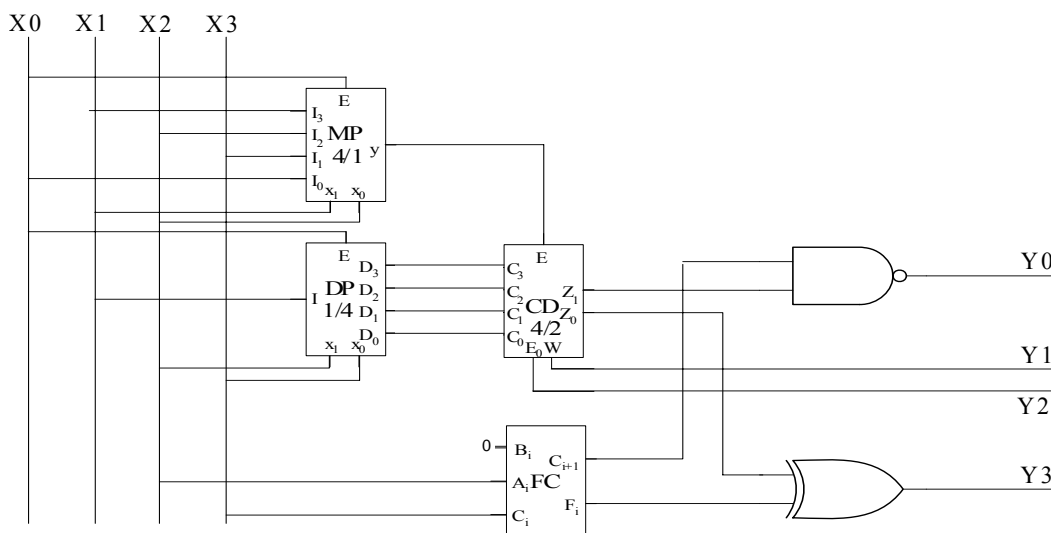 X0 X1 X2 X3
E
I₃
I₂ MP
I₁ 4/1 y
I₀
x₁ x₀
E
D₃
DP D₂
I 1/4 D₁
D₀
x₁ x₀
E
C₃
C₂ Z₁
C₁ CD Z₀
C₀ 4/2
E₀ W
0 Bᵢ
Cᵢ₊₁
Aᵢ FC
Fᵢ
Cᵢ
Y0
Y1
Y2
Y3